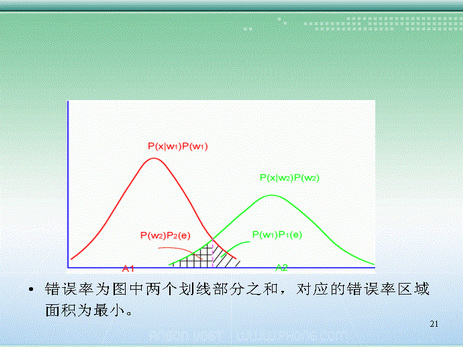 P(x|w1)P(w1)
P(x|w2)P(w2)
P(w2)P2(e)
P(w1)P1(e)
A1
A2
• 错误率为图中两个划线部分之和，对应的错误率区域
面积为最小。
21